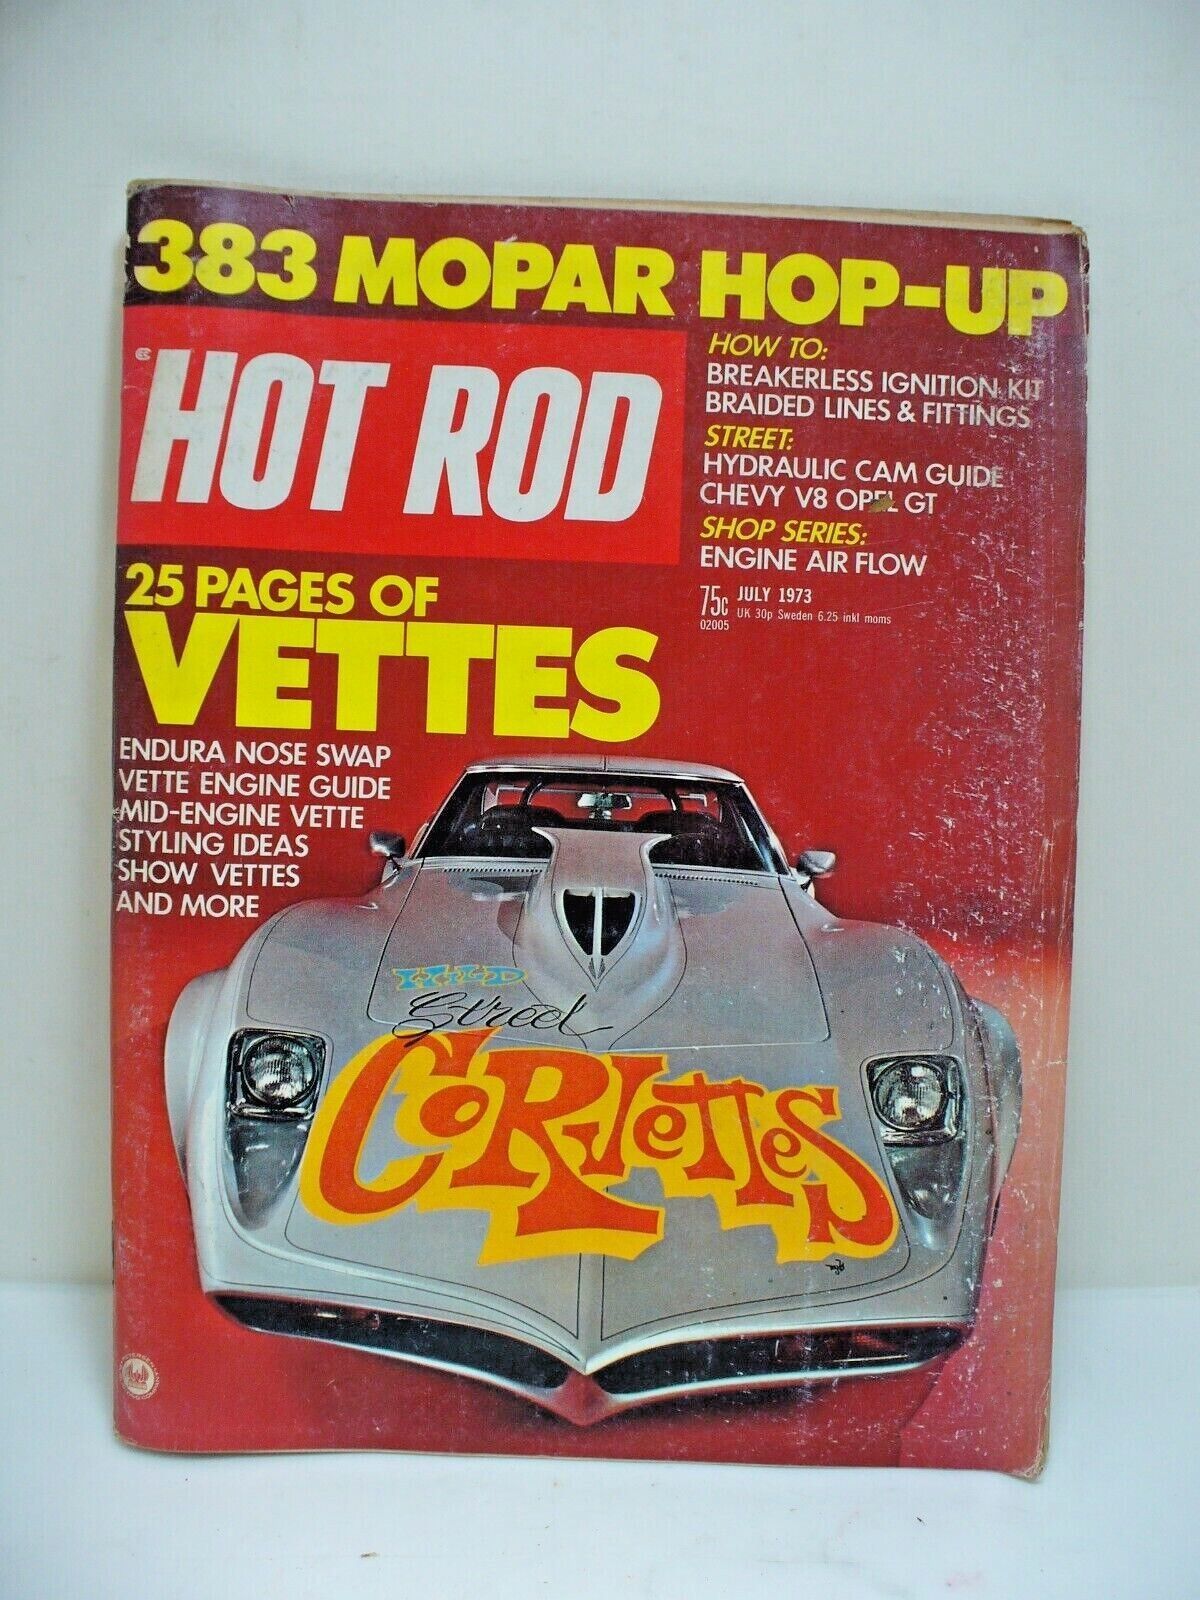 383 MOPAR HOP-UP
HOT ROD
HOW TO:
BREAKERLESS IGNITION KIT
BRAIDED LINES & FITTINGS
STREET:
HYDRAULIC CAM GUIDE
CHEVY V8 OPEL GT
SHOP SERIES:
ENGINE AIR FLOW
75¢ JULY 1973
UK 30p Sweden 6.25 inkl moms
02005
25 PAGES OF
VETTES
ENDURA NOSE SWAP
VETTE ENGINE GUIDE
MID-ENGINE VETTE
STYLING IDEAS
SHOW VETTES
AND MORE
WILD
Street
CORVETTES